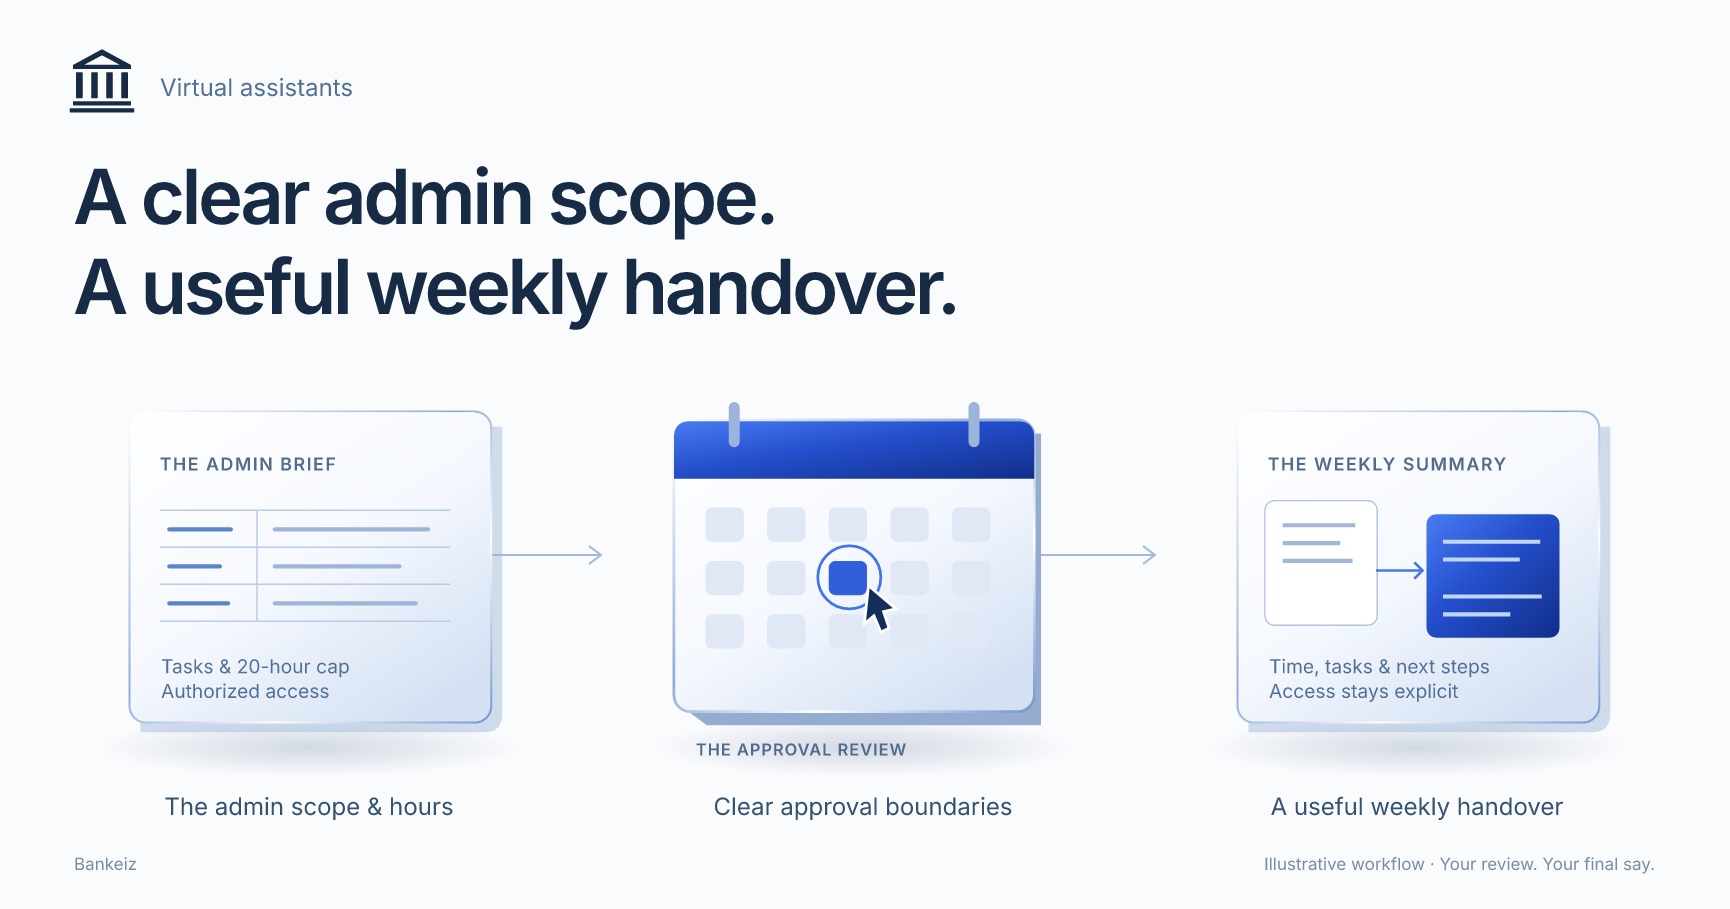 Virtual assistants
A clear admin scope.
A useful weekly handover.
THE ADMIN BRIEF
Tasks & 20-hour cap
Authorized access
THE APPROVAL REVIEW
THE WEEKLY SUMMARY
Time, tasks & next steps
Access stays explicit
The admin scope & hours
Clear approval boundaries
A useful weekly handover
Bankeiz
Illustrative workflow · Your review. Your final say.